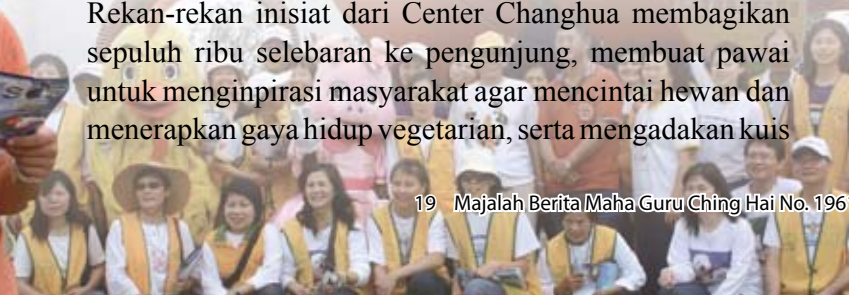 Rekan-rekan inisiat dari Center Changhua membagikan
sepuluh ribu selebaran ke pengunjung, membuat pawai
untuk menginpirasi masyarakat agar mencintai hewan dan
menerapkan gaya hidup vegetarian, serta mengadakan kuis
19 Majalah Berita Maha Guru Ching Hai No. 196